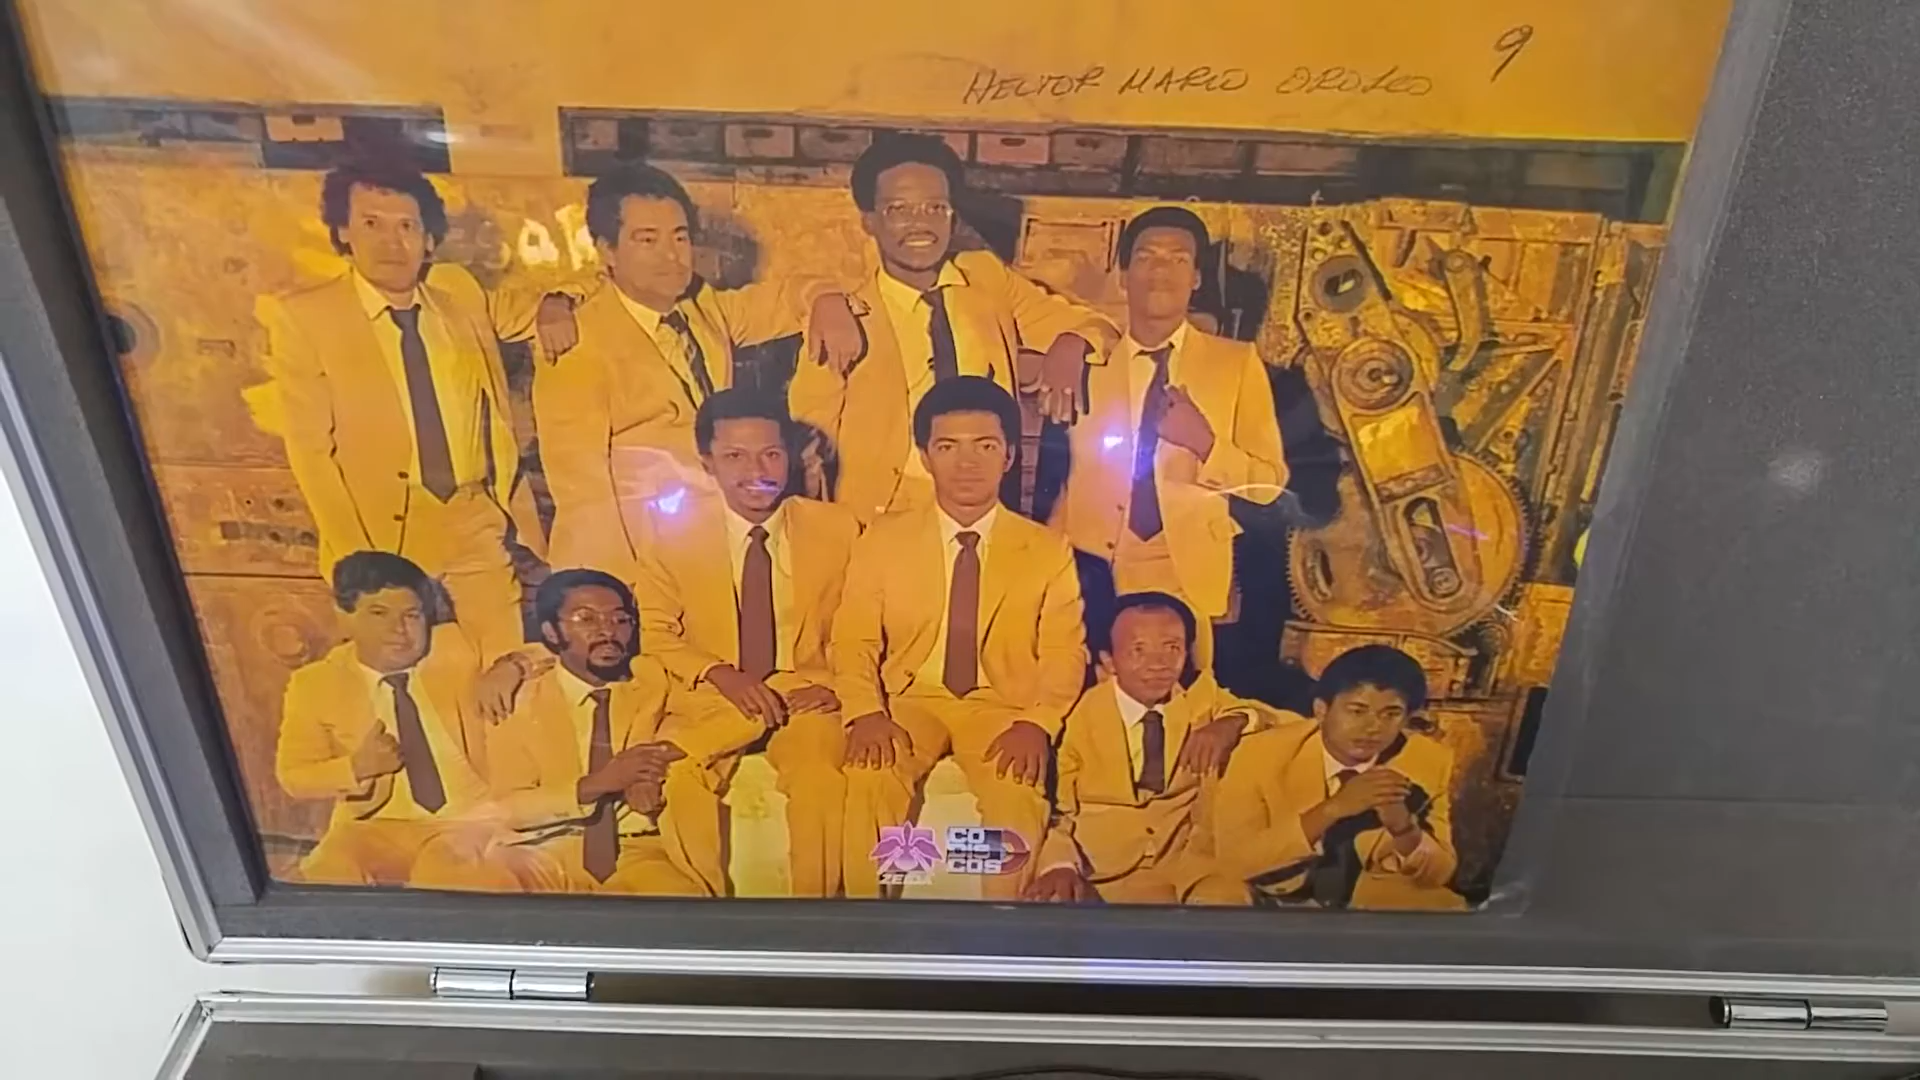 HECTOR MARIO OROZCO 9
ZEIDA
CO
DIS
COS